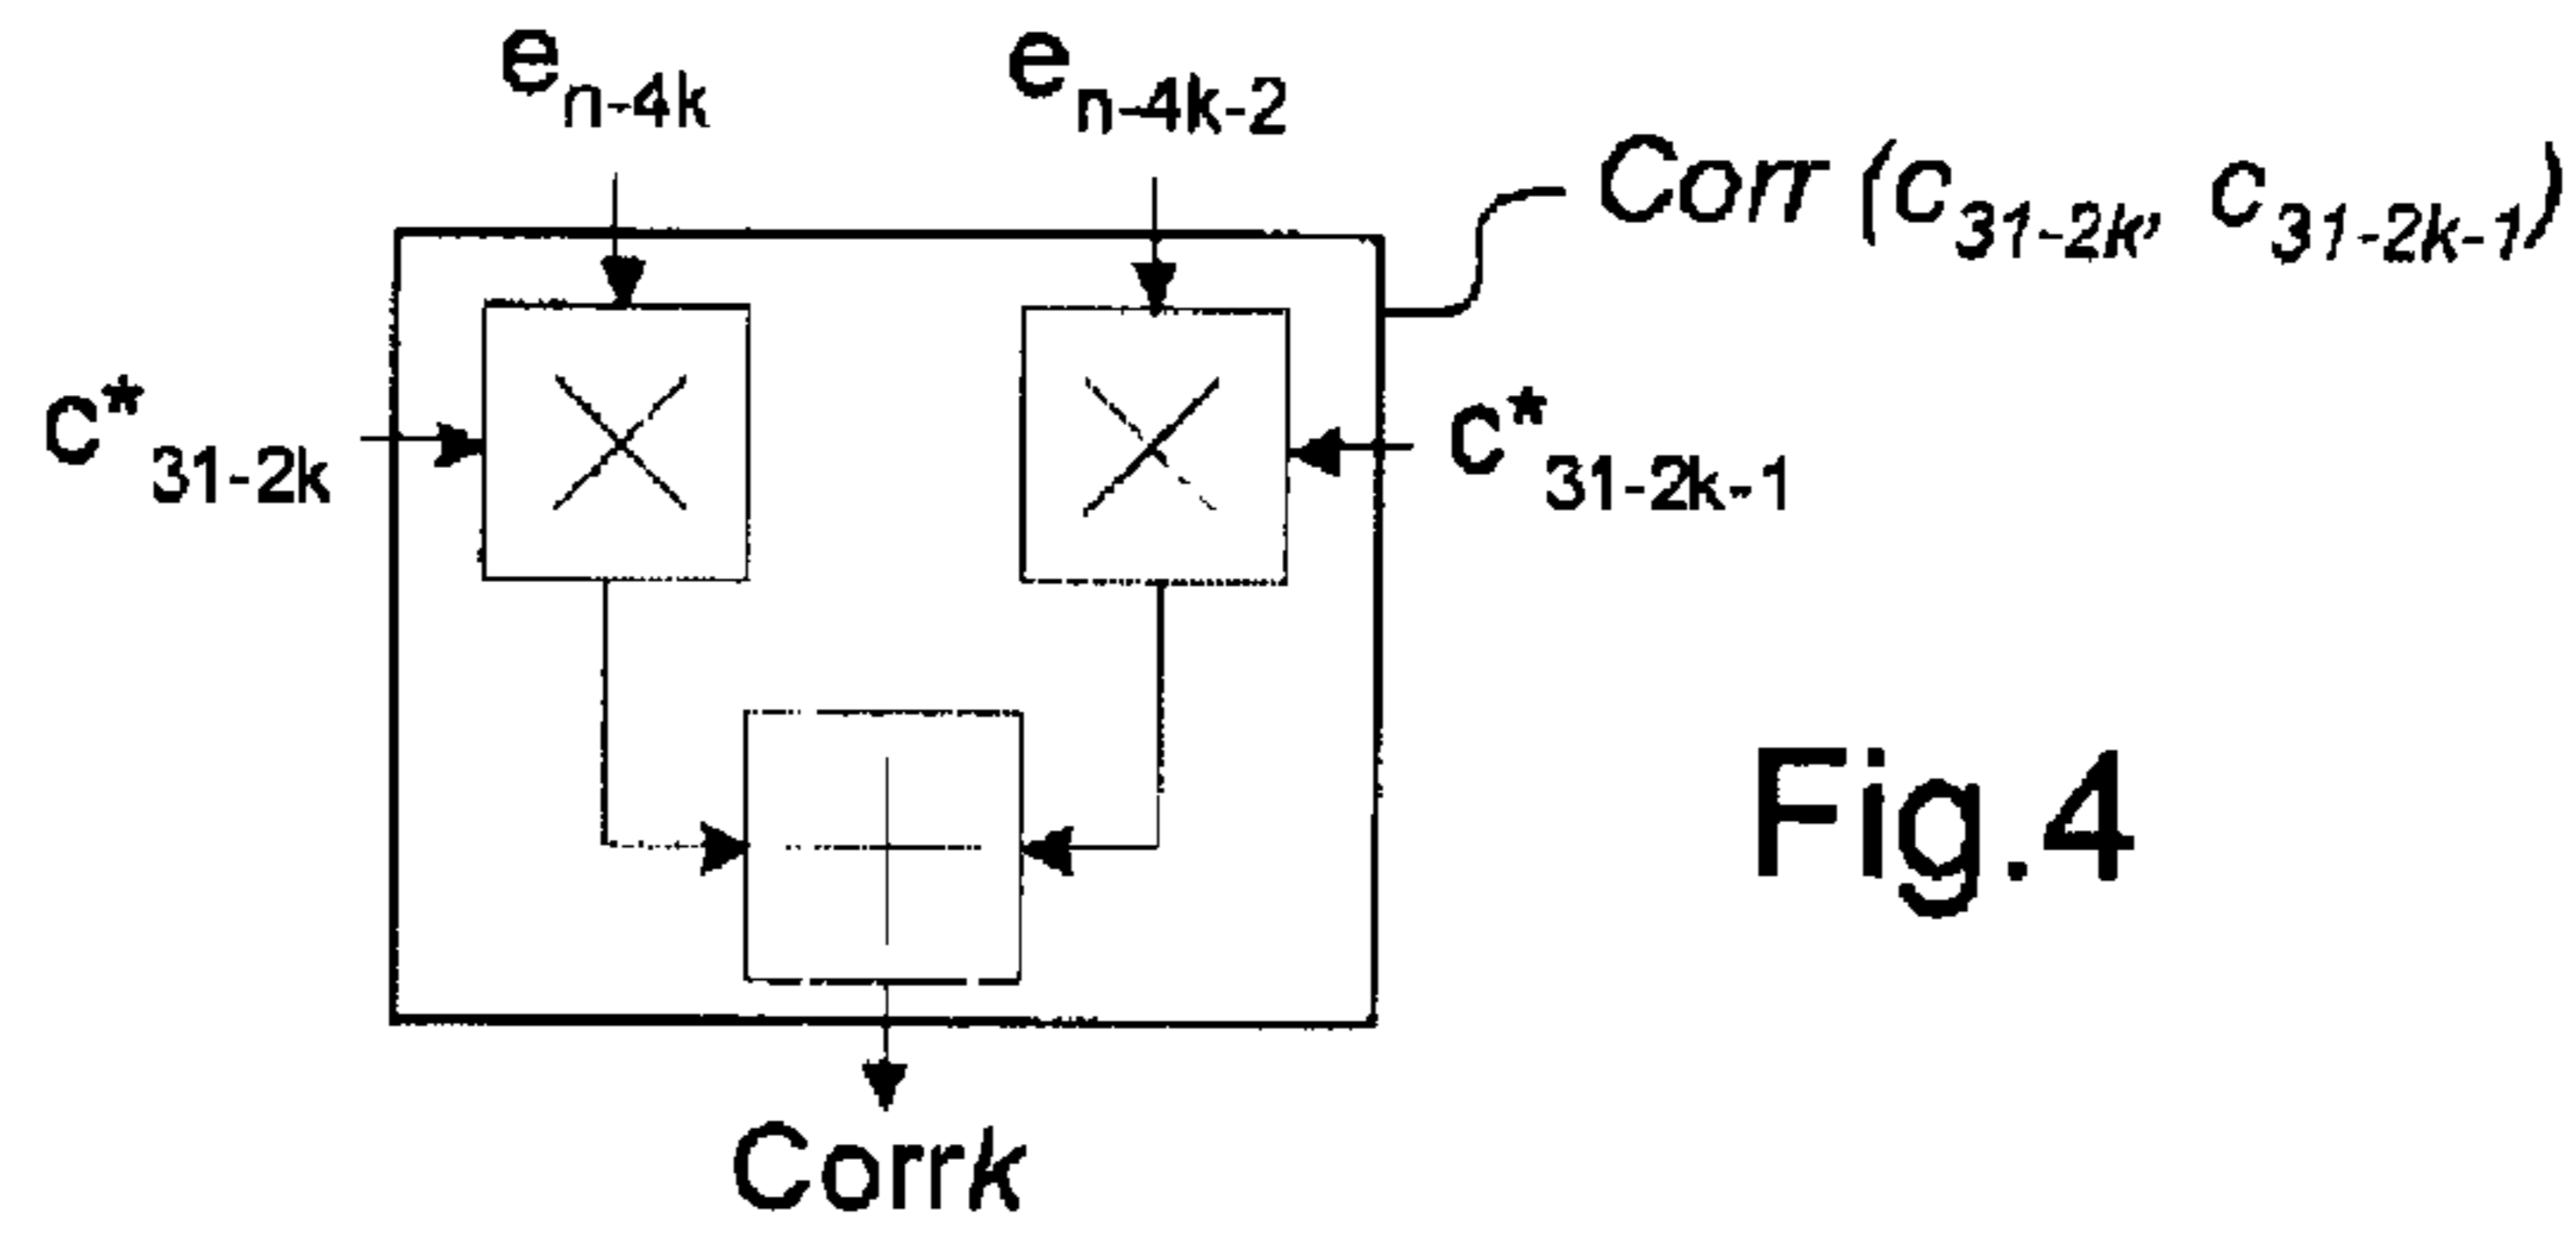 e n-4k
e n-4k-2
Corr (c 31-2k, c 31-2k-1)
c* 31-2k
c* 31-2k-1
Fig.4
Corrk